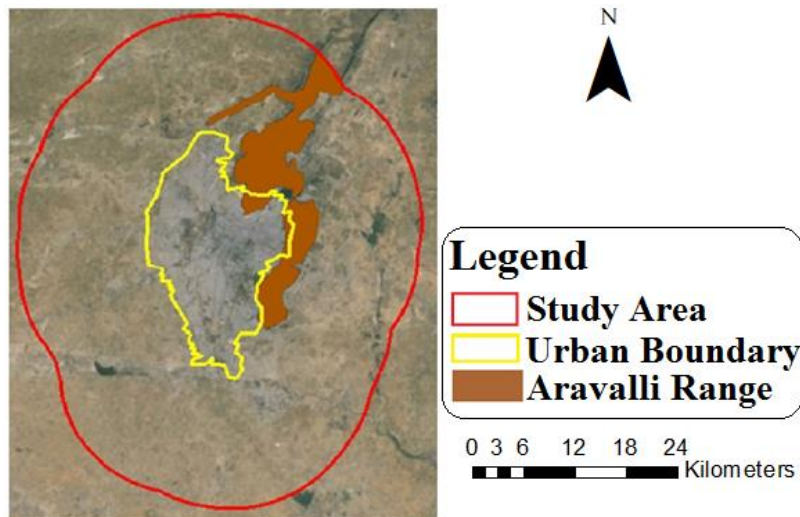 N
Legend
Study Area
Urban Boundary
Aravalli Range
0 3 6 12 18 24
Kilometers